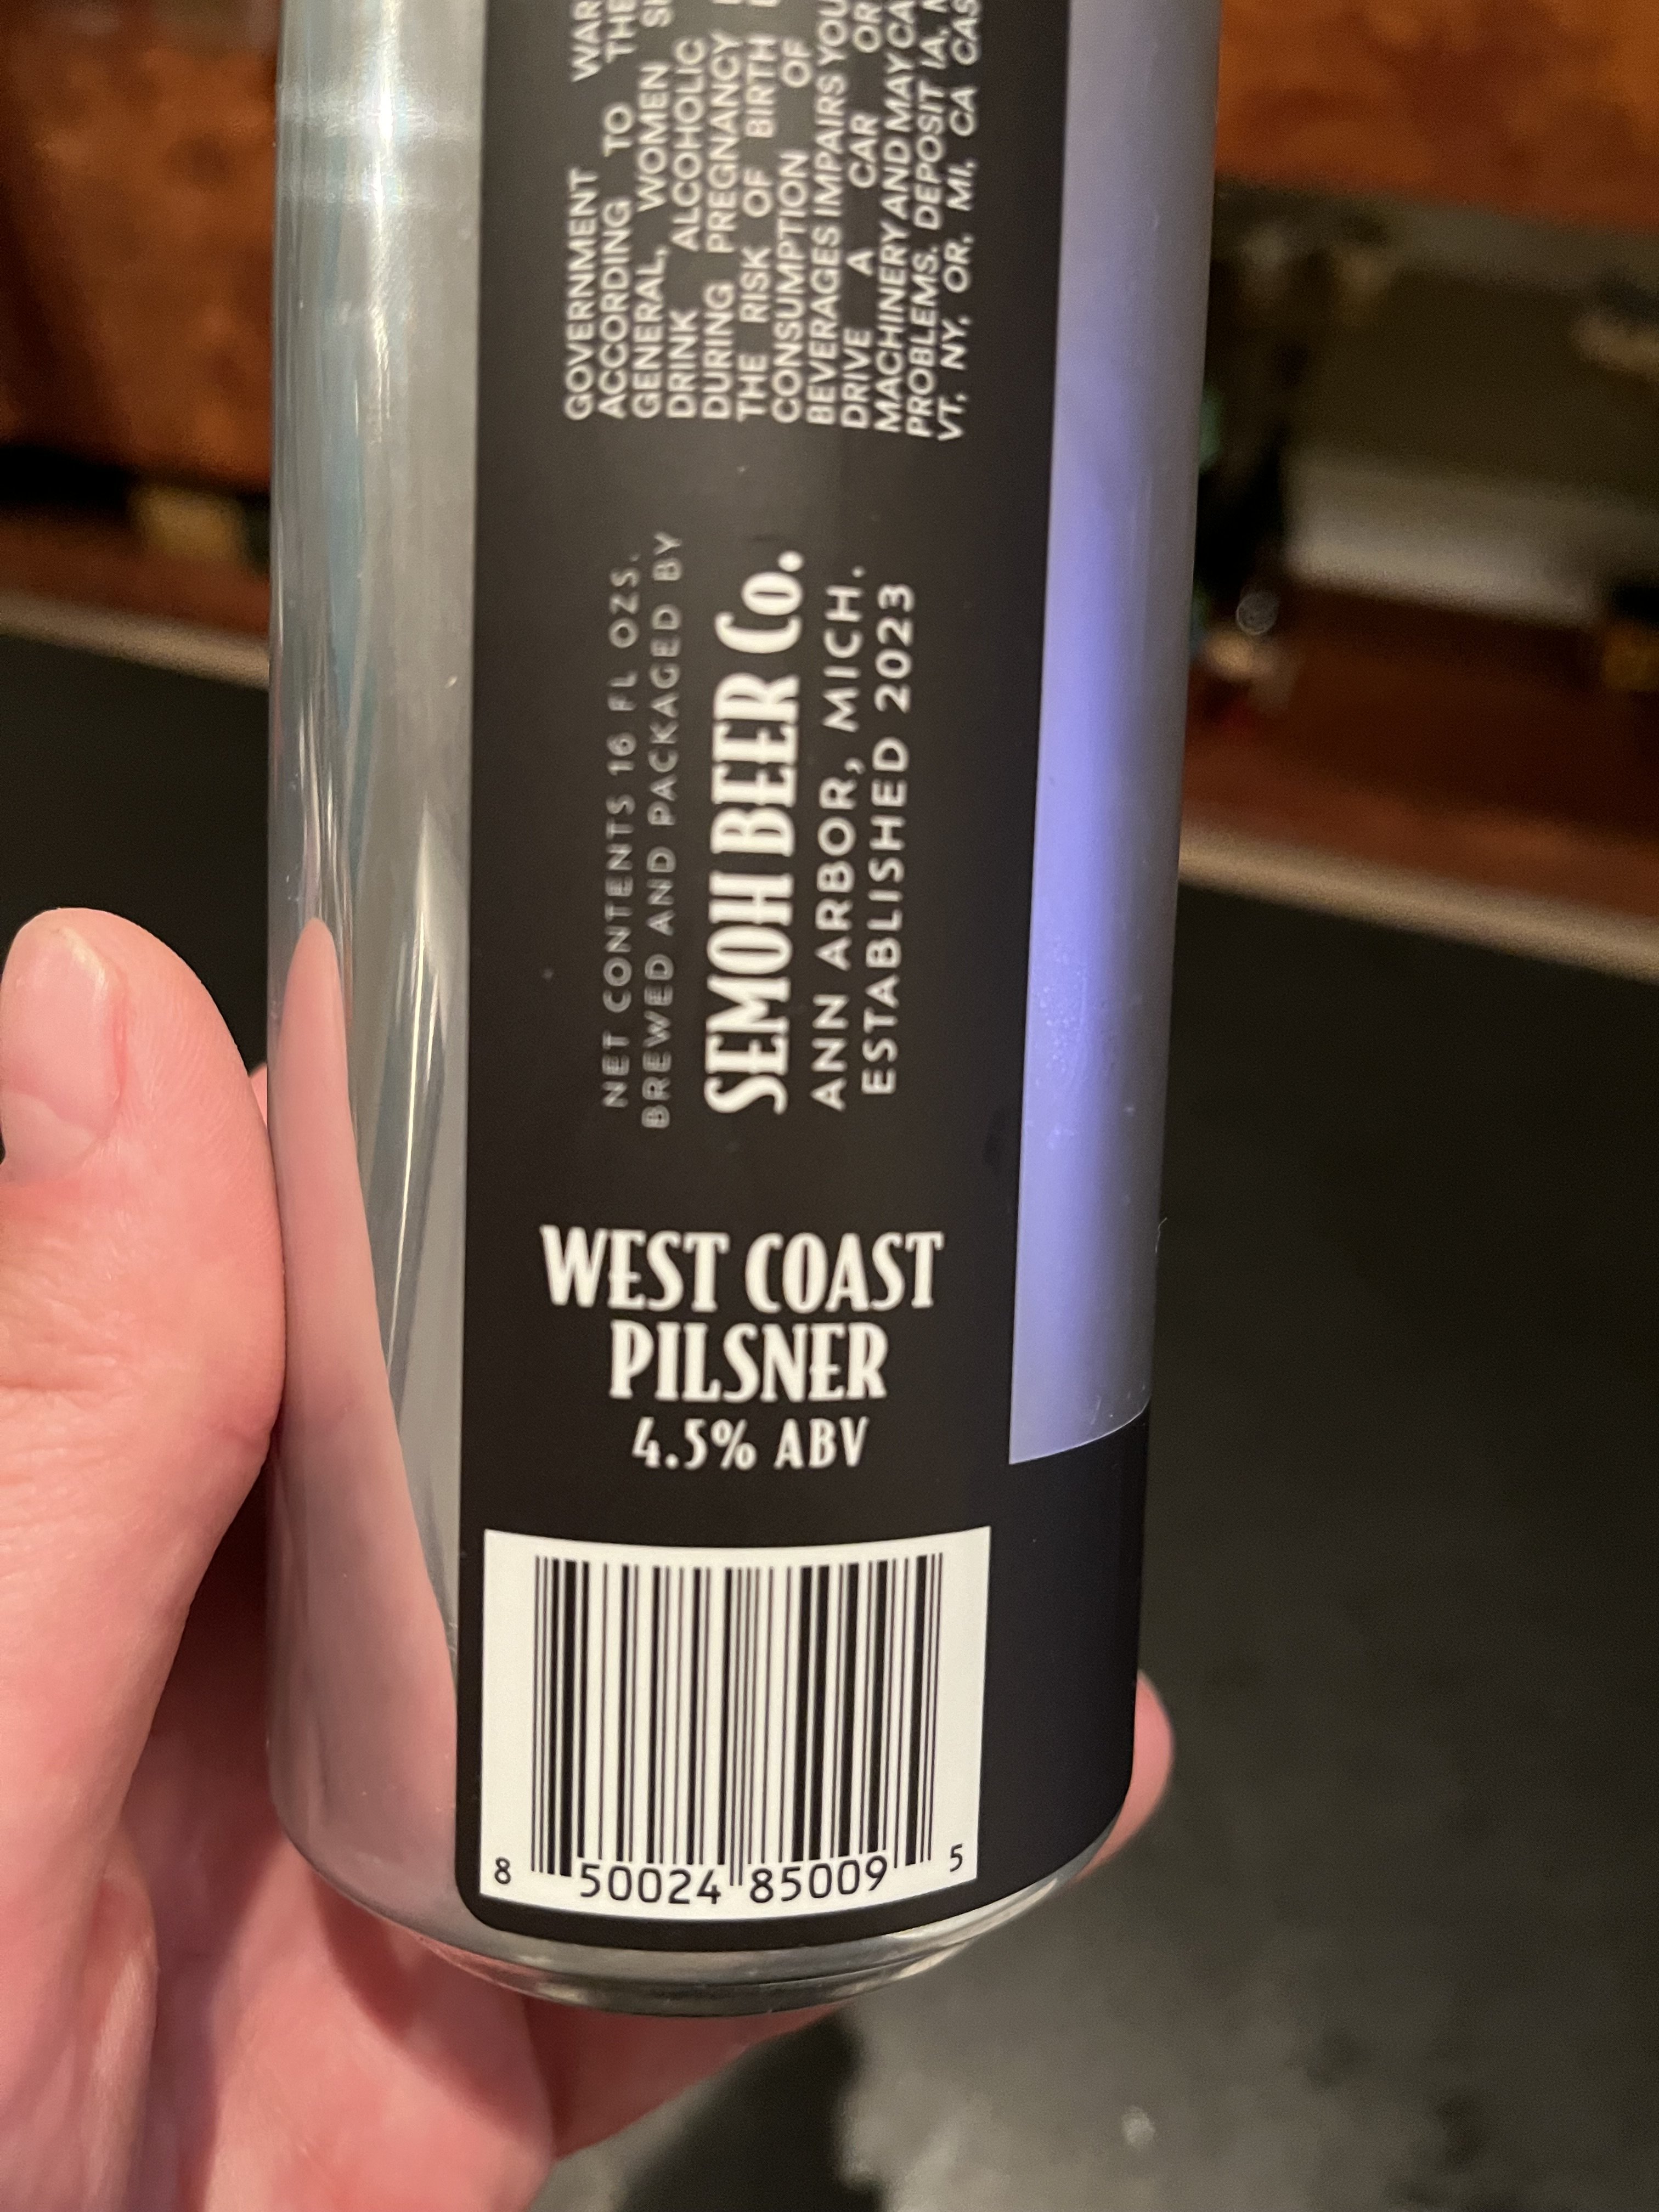 GOVERNMENT
ACCORDING TO THE
GENERAL, WOMEN
DRINK ALCOHOLIC
DURING PREGNANCY
THE RISK OF BIRTH
CONSUMPTION OF
BEVERAGES IMPAIRS YOU
DRIVE A CAR OR
MACHINERY AND MAY CA
PROBLEMS. DEPOSIT IA,
VT, NY, OR, MI, CA CAS
NET CONTENTS 16 FL OZS.
BREWED AND PACKAGED BY
SEMOH BEER Co.
ANN ARBOR, MICH.
ESTABLISHED 2023
WEST COAST
PILSNER
4.5% ABV
8 50024 85009 5